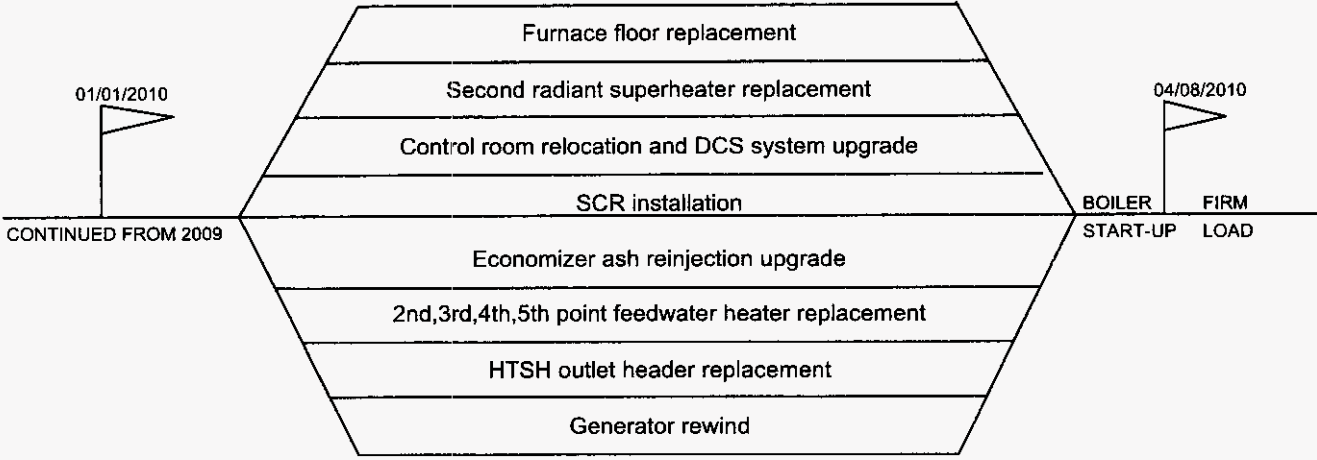 Furnace floor replacement
Second radiant superheater replacement
01/01/2010
04/08/2010
Control room relocation and DCS system upgrade
SCR installation
BOILER FIRM
CONTINUED FROM 2009
START-UP LOAD
Economizer ash reinjection upgrade
2nd,3rd,4th,5th point feedwater heater replacement
HTSH outlet header replacement
Generator rewind